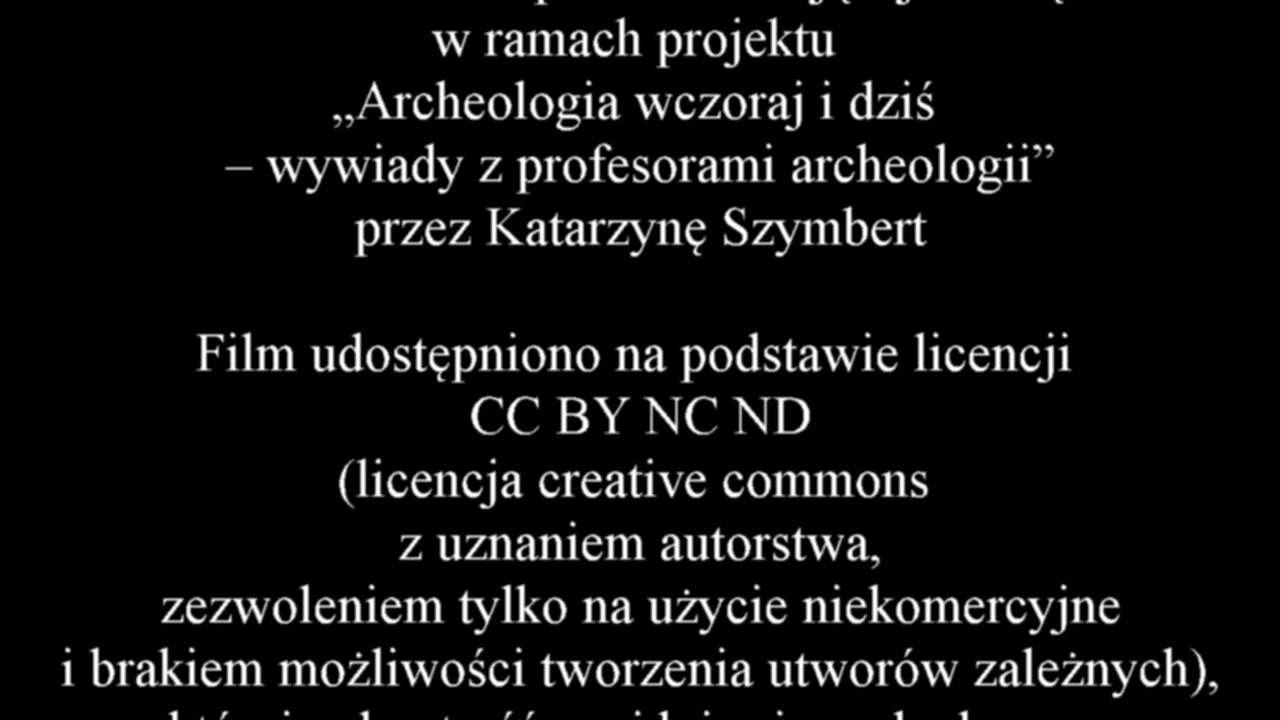 w ramach projektu
„Archeologia wczoraj i dziś
– wywiady z profesorami archeologii”
przez Katarzynę Szymbert
Film udostępniono na podstawie licencji
CC BY NC ND
(licencja creative commons
z uznaniem autorstwa,
zezwoleniem tylko na użycie niekomercyjne
i brakiem możliwości tworzenia utworów zależnych),